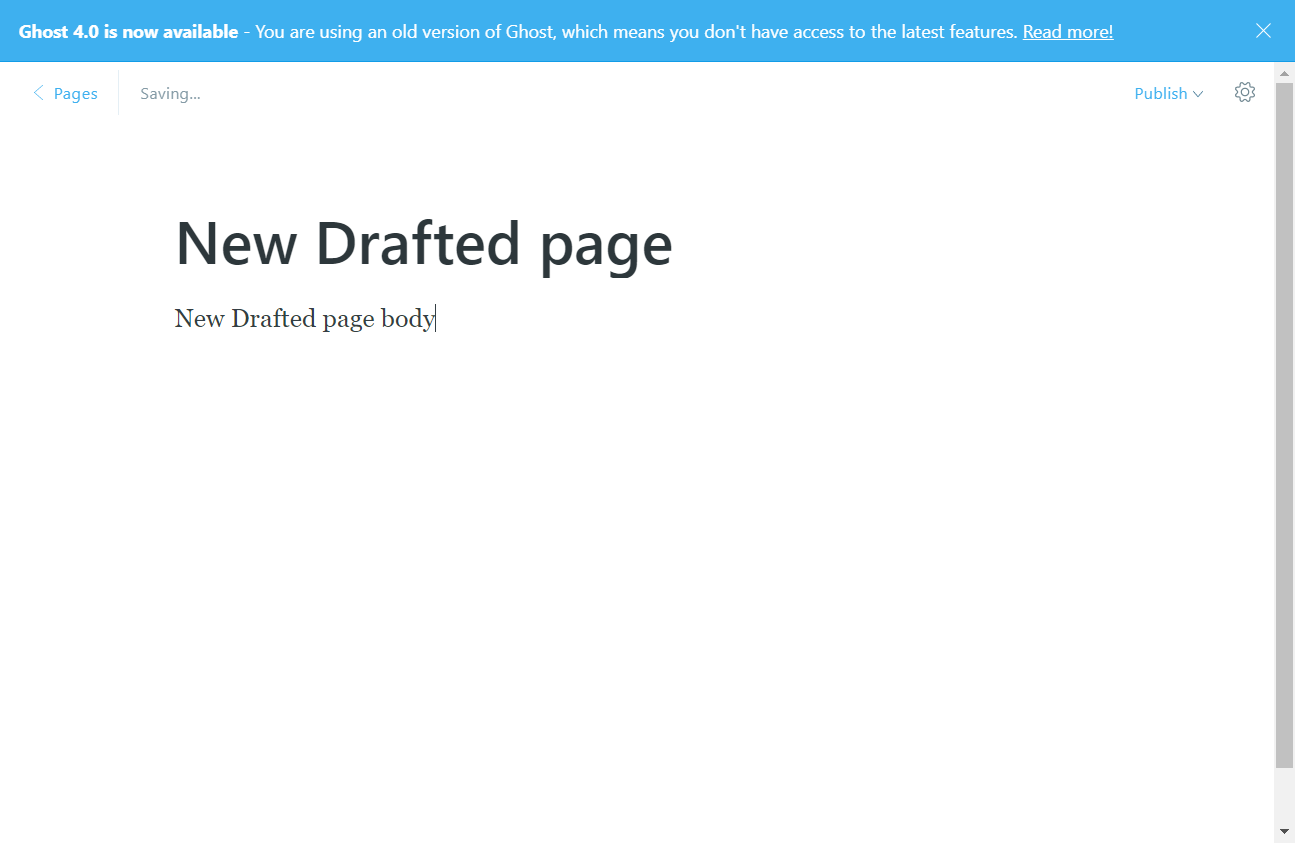 Ghost 4.0 is now available - You are using an old version of Ghost, which means you don't have access to the latest features. Read more!
Pages
Saving...
Publish
New Drafted page
New Drafted page body